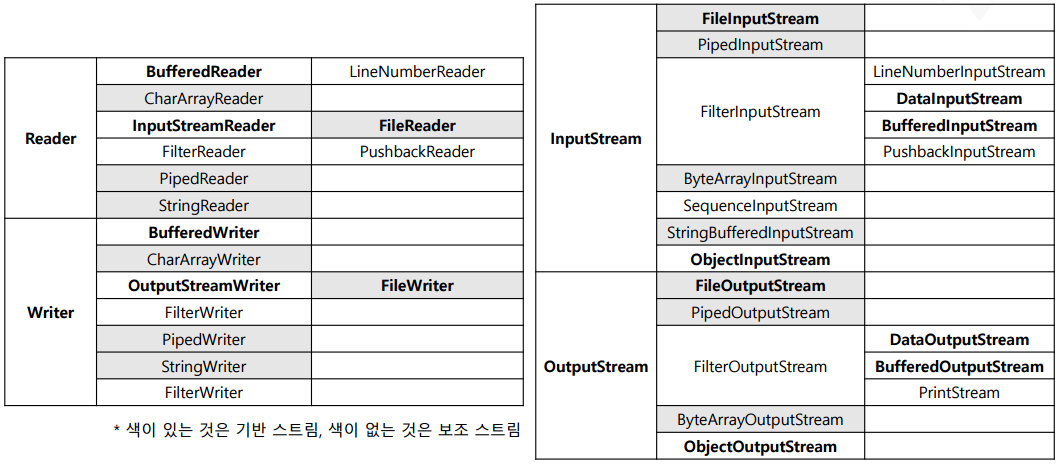 Reader
BufferedReader LineNumberReader
CharArrayReader
InputStreamReader FileReader
FilterReader PushbackReader
PipedReader
StringReader
Writer
BufferedWriter
CharArrayWriter
OutputStreamWriter FileWriter
FilterWriter
PipedWriter
StringWriter
FilterWriter
* 색이 있는 것은 기반 스트림, 색이 없는 것은 보조 스트림
InputStream
FileInputStream
PipedInputStream
FilterInputStream
LineNumberInputStream
DataInputStream
BufferedInputStream
PushbackInputStream
ByteArrayInputStream
SequenceInputStream
StringBufferedInputStream
ObjectInputStream
OutputStream
FileOutputStream
PipedOutputStream
FilterOutputStream
DataOutputStream
BufferedOutputStream
PrintStream
ByteArrayOutputStream
ObjectOutputStream